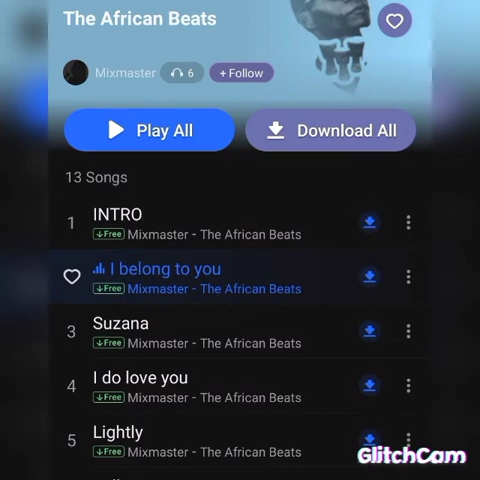 The African Beats
Mixmaster 6 + Follow
Play All Download All
13 Songs
1 INTRO
Free Mixmaster - The African Beats
I belong to you
Free Mixmaster - The African Beats
3 Suzana
Free Mixmaster - The African Beats
4 I do love you
Free Mixmaster - The African Beats
5 Lightly
Free Mixmaster - The African Beats
GlitchCam